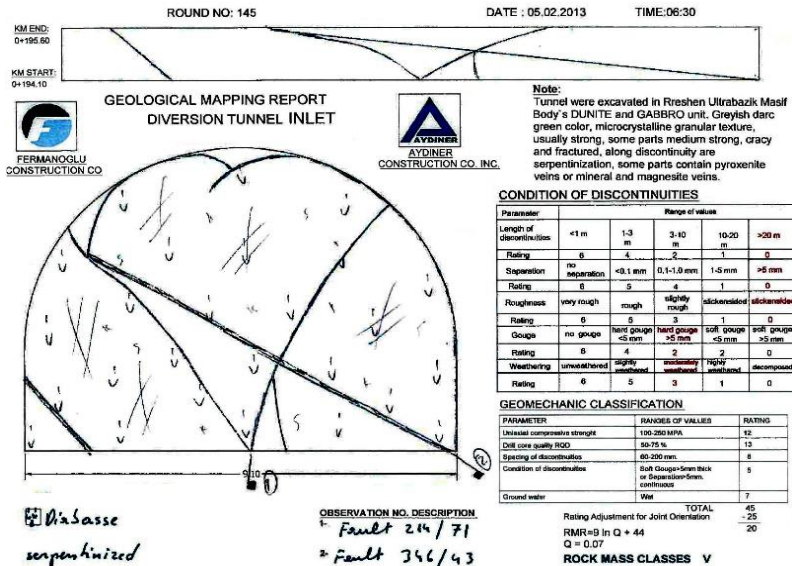 ROUND NO: 145 DATE : 05.02.2013 TIME:06:30
KM END:
0+195.60
KM START:
0+194.10
GEOLOGICAL MAPPING REPORT
DIVERSION TUNNEL INLET
FERMANOGLU
CONSTRUCTION CO
AYDINER
AYDINER
CONSTRUCTION CO. INC.
Note:
Tunnel were excavated in Rreshen Ultrabazik Masif
Body`s DUNITE and GABBRO unit. Greyish darc
green color, microcrystalline granular texture,
usually strong, some parts medium strong, cracy
and fractured, along discontinuity are
serpentinization, some parts contain pyroxenite
veins or mineral and magnesite veins.
CONDITION OF DISCONTINUITIES
Parameter Range of values
Length of discontinuities <1 m 1-3 m 3-10 m 10-20 m >20 m
Rating 6 4 2 1 0
Separation no separation <0.1 mm 0.1-1.0 mm 1-5 mm >5 mm
Rating 6 5 4 1 0
Roughness very rough rough slightly rough slickensided slickensided
Rating 6 5 3 1 0
Gouge no gouge hard gouge <5 mm hard gouge >5 mm soft gouge <5 mm soft gouge >5 mm
Rating 6 4 2 2 0
Weathering unweathered slightly weathered moderately weathered highly weathered decomposed
Rating 6 5 3 1 0
GEOMECHANIC CLASSIFICATION
PARAMETER RANGES OF VALUES RATING
Uniaxial compressive strenght 100-250 MPA 12
Drill core quality RQD 50-75 % 13
Spacing of discontinuities 60-200 mm. 8
Condition of discontinuities Soft Gouge>5mm thick or Separation>5mm. continuous 5
Ground water Wet 7
TOTAL 45
Rating Adjustment for Joint Orientation - 25
20
RMR=9 ln Q + 44
Q = 0.07
ROCK MASS CLASSES V
9.10
1
2
OBSERVATION NO. DESCRIPTION
1- Fault 214/71
2- Fault 346/43
serpentinized